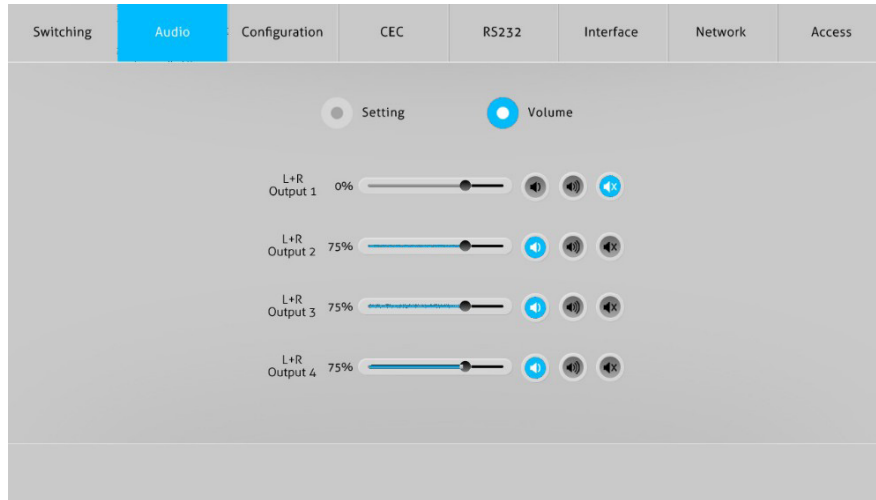 Switching Audio Configuration CEC RS232 Interface Network Access
Setting Volume
L+R
Output 1 0%
L+R
Output 2 75%
L+R
Output 3 75%
L+R
Output 4 75%